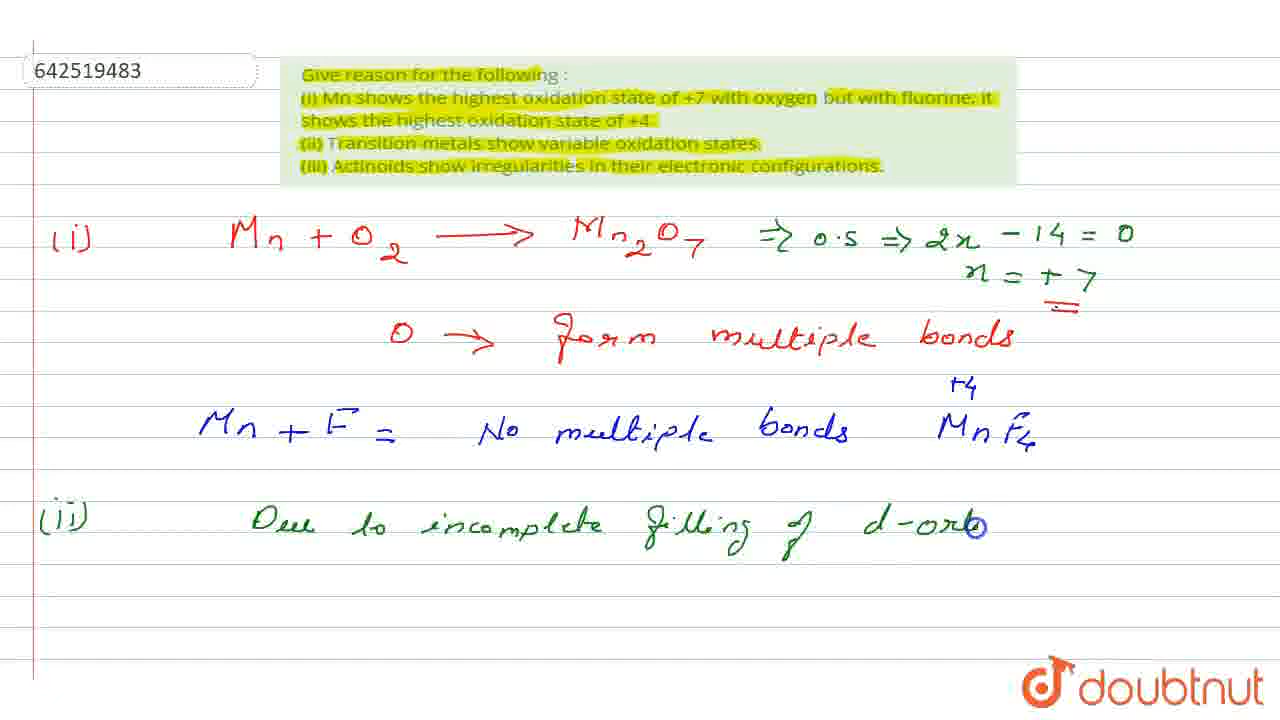 642519483
Give reason for the following :
(i) Mn shows the highest oxidation state of +7 with oxygen but with fluorine, it
shows the highest oxidation state of +4.
(ii) Transition metals show variable oxidation states.
(iii) Actinoids show irregularities in their electronic configurations.
(i) Mn + O2 → Mn2O7 ⇒ O.S ⇒ 2x - 14 = 0
x = + 7
O → form multiple bonds
+4
Mn + F = No multiple bonds MnF4
(ii) Due to incomplete filling of d-orb
doubtnut